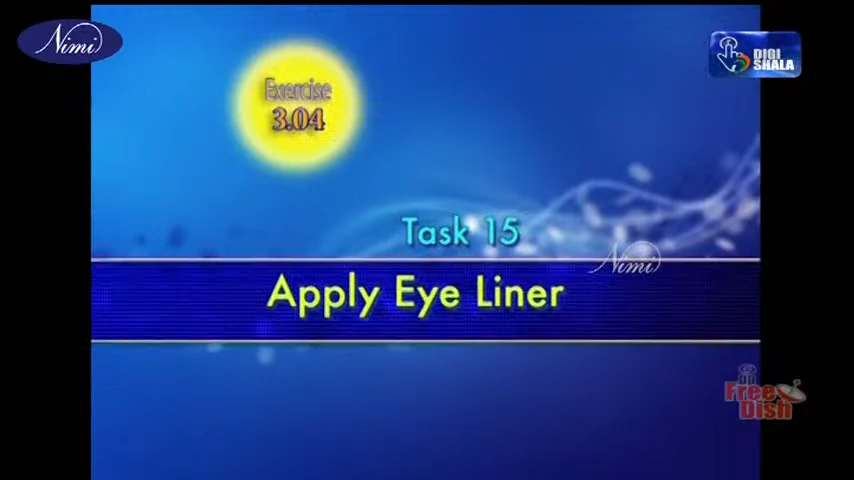 Nimi
DIGI
SHALA
Exercise
3.04
Task 15
Nimi
Apply Eye Liner
Free
Dish